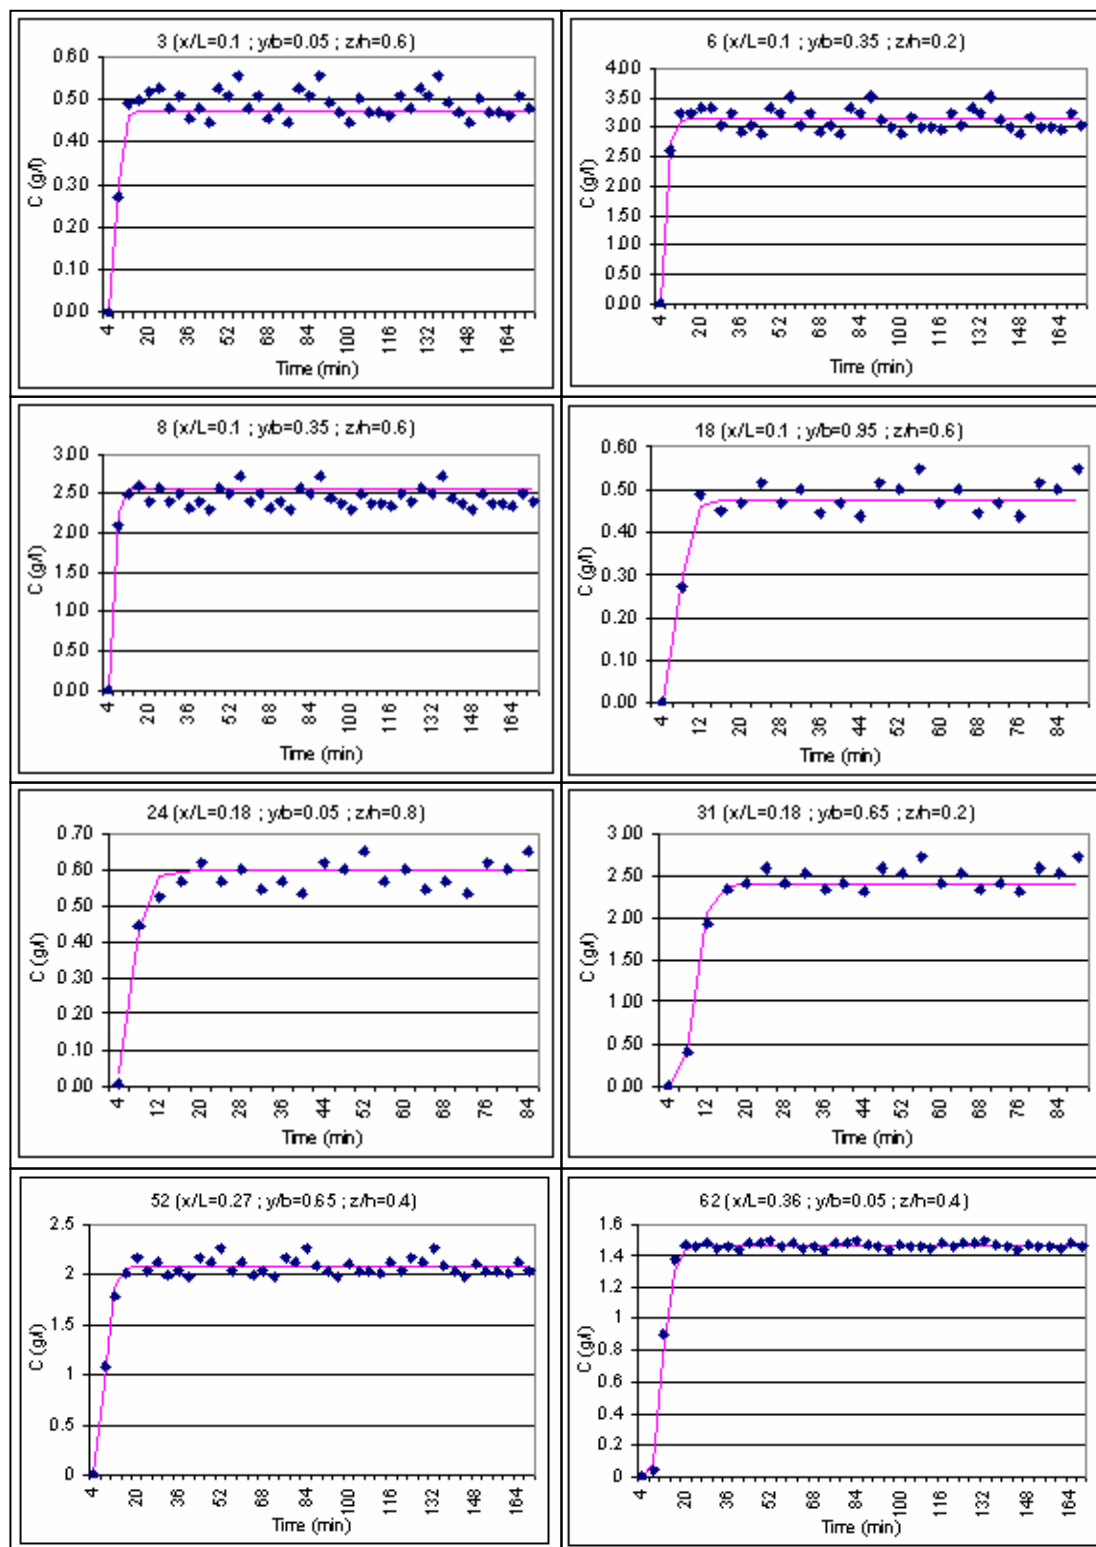 3 (x/L=0.1 ; y/b=0.05 ; z/h=0.6)
0.60
0.50
0.40
0.30
0.20
0.10
0.00
C (g/l)
4 20 36 52 68 84 100 116 132 148 164
Time (min)
6 (x/L=0.1 ; y/b=0.35 ; z/h=0.2)
4.00
3.50
3.00
2.50
2.00
1.50
1.00
0.50
0.00
C (g/l)
4 20 36 52 68 84 100 116 132 148 164
Time (min)
8 (x/L=0.1 ; y/b=0.35 ; z/h=0.6)
3.00
2.50
2.00
1.50
1.00
0.50
0.00
C (g/l)
4 20 36 52 68 84 100 116 132 148 164
Time (min)
18 (x/L=0.1 ; y/b=0.95 ; z/h=0.6)
0.60
0.50
0.40
0.30
0.20
0.10
0.00
C (g/l)
4 12 20 28 36 44 52 60 68 76 84
Time (min)
24 (x/L=0.18 ; y/b=0.05 ; z/h=0.8)
0.70
0.60
0.50
0.40
0.30
0.20
0.10
0.00
C (g/l)
4 12 20 28 36 44 52 60 68 76 84
Time (min)
31 (x/L=0.18 ; y/b=0.65 ; z/h=0.2)
3.00
2.50
2.00
1.50
1.00
0.50
0.00
C (g/l)
4 12 20 28 36 44 52 60 68 76 84
Time (min)
52 (x/L=0.27 ; y/b=0.65 ; z/h=0.4)
2.5
2
1.5
1
0.5
0
C (g/l)
4 20 36 52 68 84 100 116 132 148 164
Time (min)
62 (x/L=0.36 ; y/b=0.05 ; z/h=0.4)
1.6
1.4
1.2
1
0.8
0.6
0.4
0.2
0
C (g/l)
4 20 36 52 68 84 100 116 132 148 164
Time (min)